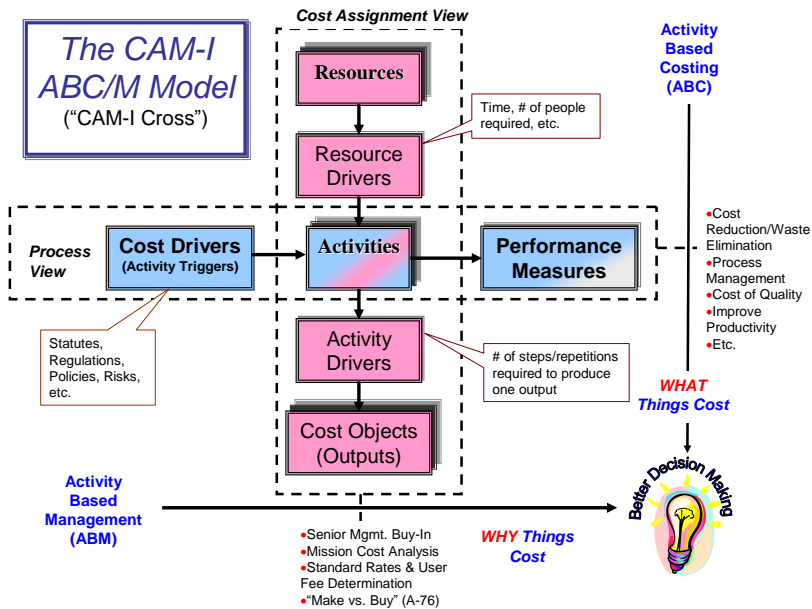 Cost Assignment View
The CAM-I
ABC/M Model
(“CAM-I Cross”)
Resources
Time, # of people
required, etc.
Resource
Drivers
Activity
Based
Costing
(ABC)
Process
View
Cost Drivers
(Activity Triggers)
Activities
Performance
Measures
•Cost
Reduction/Waste
Elimination
•Process
Management
•Cost of Quality
•Improve
Productivity
•Etc.
Statutes,
Regulations,
Policies, Risks,
etc.
Activity
Drivers
# of steps/repetitions
required to produce
one output
WHAT
Things Cost
Cost Objects
(Outputs)
Activity
Based
Management
(ABM)
Better Decision Making
•Senior Mgmt. Buy-In
•Mission Cost Analysis
•Standard Rates & User
Fee Determination
•“Make vs. Buy” (A-76)
WHY Things
Cost